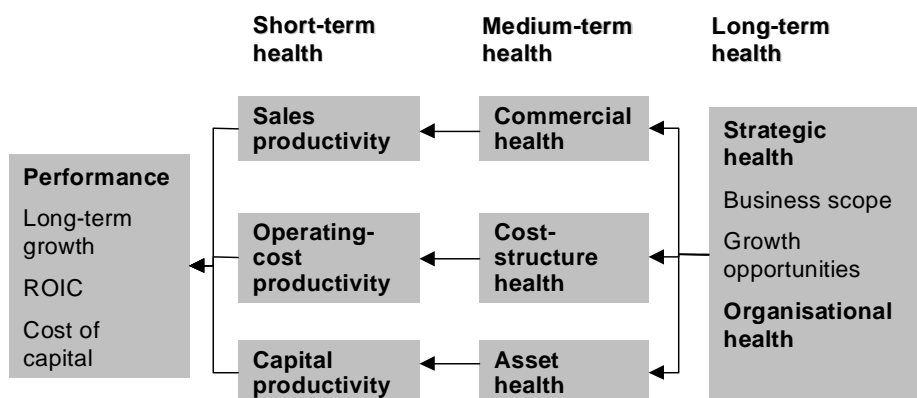 Short-term
health
Medium-term
health
Long-term
health
Performance
Long-term
growth
ROIC
Cost of
capital
Sales
productivity
Operating-
cost
productivity
Capital
productivity
Commercial
health
Cost-
structure
health
Asset
health
Strategic
health
Business scope
Growth
opportunities
Organisational
health